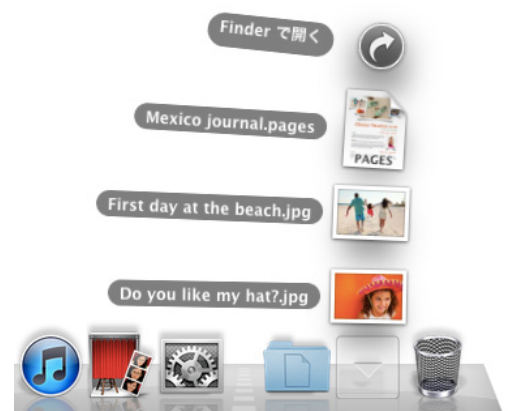 Finder で開く
Mexico journal.pages
PAGES
First day at the beach.jpg
Do you like my hat?.jpg